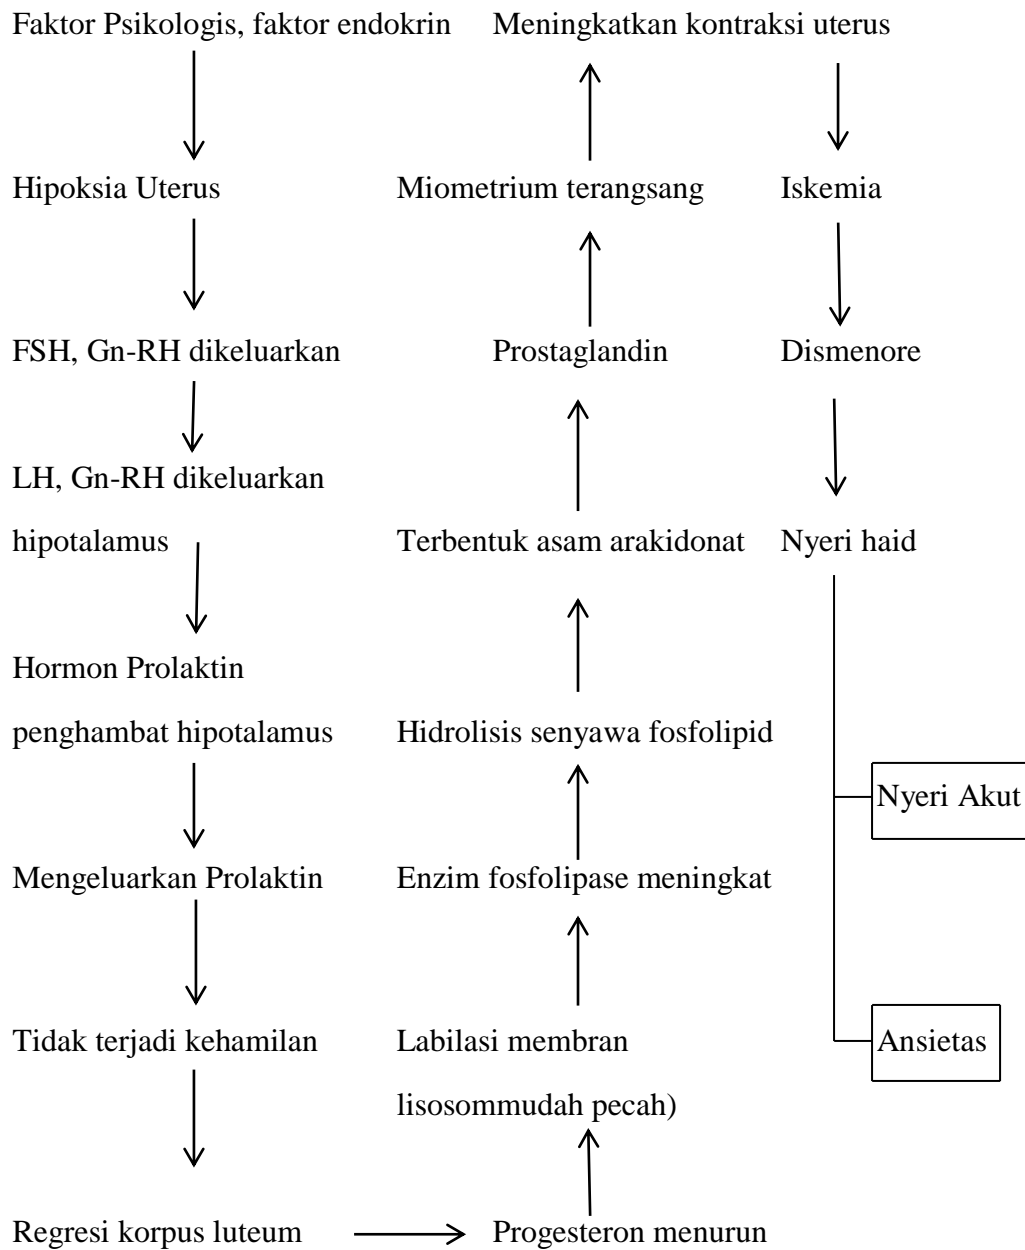 Faktor Psikologis, faktor endokrin
Hipoksia Uterus
FSH, Gn-RH dikeluarkan
LH, Gn-RH dikeluarkan
hipotalamus
Hormon Prolaktin
penghambat hipotalamus
Mengeluarkan Prolaktin
Tidak terjadi kehamilan
Regresi korpus luteum
Progesteron menurun
Labilasi membran
lisosommudah pecah)
Enzim fosfolipase meningkat
Hidrolisis senyawa fosfolipid
Terbentuk asam arakidonat
Prostaglandin
Miometrium terangsang
Meningkatkan kontraksi uterus
Iskemia
Dismenore
Nyeri haid
Nyeri Akut
Ansietas